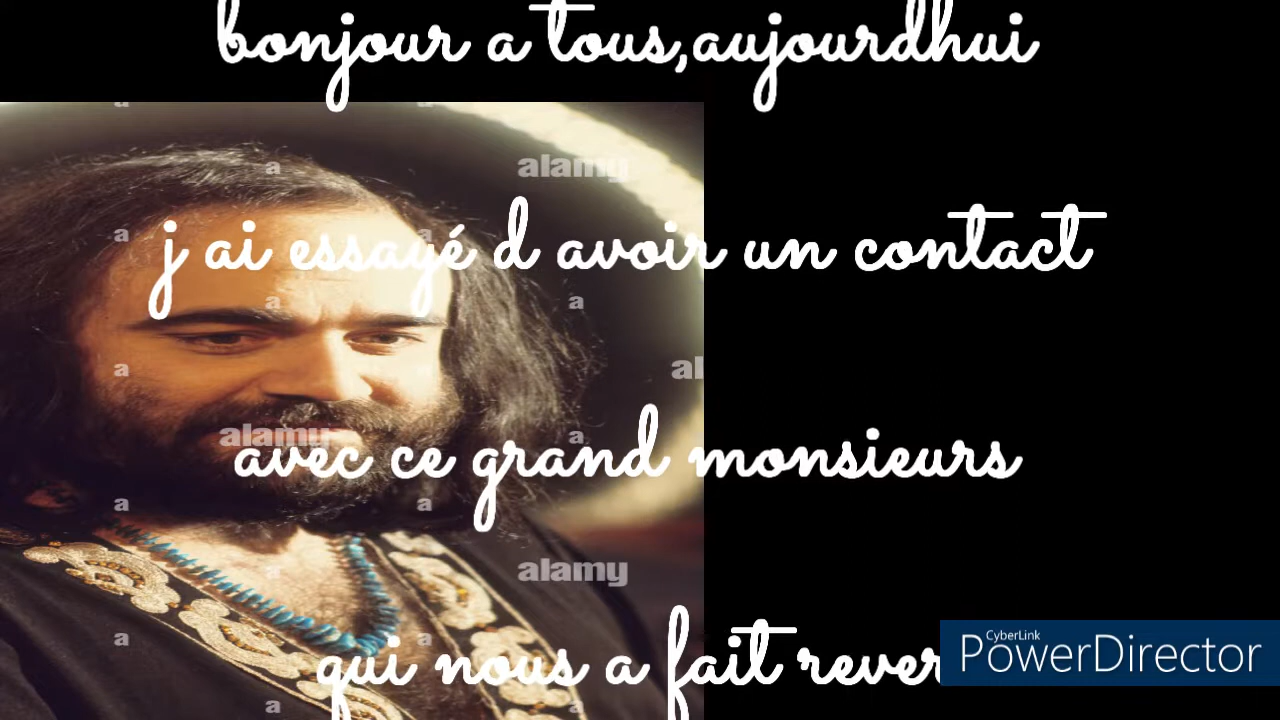 bonjour a tous,aujourdhui
alamy
j ai essayé d avoir un contact
al
alamy
avec ce grand monsieurs
alamy
qui nous a fait rever
CyberLink
PowerDirector